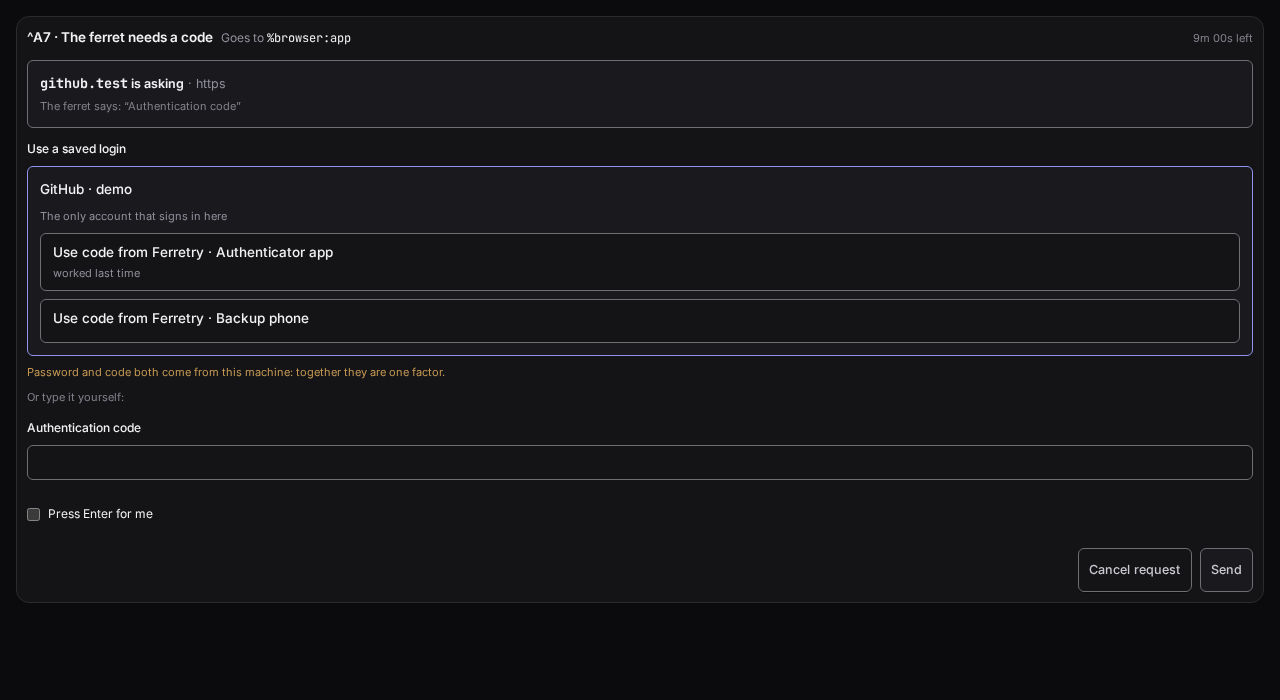 ^A7 · The ferret needs a code Goes to %browser:app 9m 00s left
github.test is asking · https
The ferret says: "Authentication code"
Use a saved login
GitHub · demo
The only account that signs in here
Use code from Ferretry · Authenticator app
worked last time
Use code from Ferretry · Backup phone
Password and code both come from this machine: together they are one factor.
Or type it yourself:
Authentication code
Press Enter for me
Cancel request Send